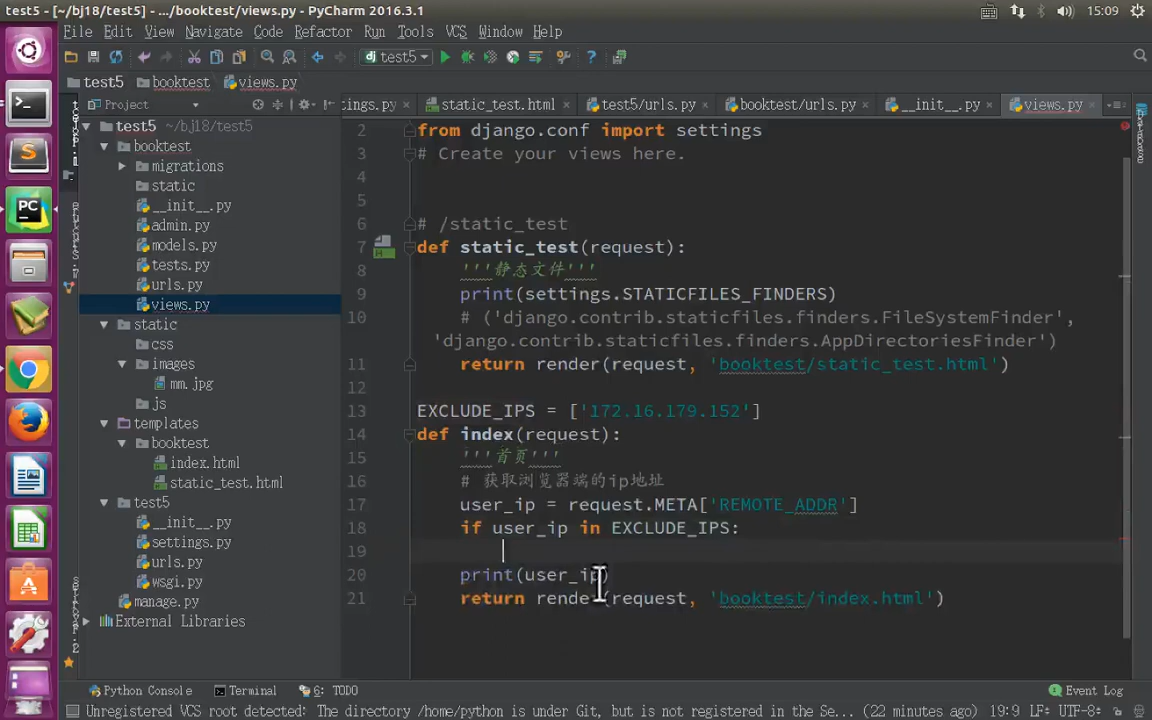 test5 - [~/bj18/test5] - .../booktest/views.py - PyCharm 2016.3.1
15:09
File Edit View Navigate Code Refactor Run Tools VCS Window Help
dj test5
test5 booktest views.py
Project
tings.py static_test.html test5/urls.py booktest/urls.py __init__.py views.py
test5 ~/bj18/test5
booktest
migrations
static
__init__.py
admin.py
models.py
tests.py
urls.py
views.py
static
css
images
mm.jpg
js
templates
booktest
index.html
static_test.html
test5
__init__.py
settings.py
urls.py
wsgi.py
manage.py
External Libraries
2 from django.conf import settings
3 # Create your views here.
4
5
6 # /static_test
7 def static_test(request):
8 '''静态文件'''
9 print(settings.STATICFILES_FINDERS)
10 # ('django.contrib.staticfiles.finders.FileSystemFinder',
'django.contrib.staticfiles.finders.AppDirectoriesFinder')
11 return render(request, 'booktest/static_test.html')
12
13 EXCLUDE_IPS = ['172.16.179.152']
14 def index(request):
15 '''首页'''
16 # 获取浏览器端的ip地址
17 user_ip = request.META['REMOTE_ADDR']
18 if user_ip in EXCLUDE_IPS:
19
20 print(user_ip)
21 return render(request, 'booktest/index.html')
Python Console Terminal 6: TODO Event Log
Unregistered VCS root detected: The directory /home/python is under Git, but is not registered in the Se... (22 minutes ago) 19:9 LF÷ UTF-8÷